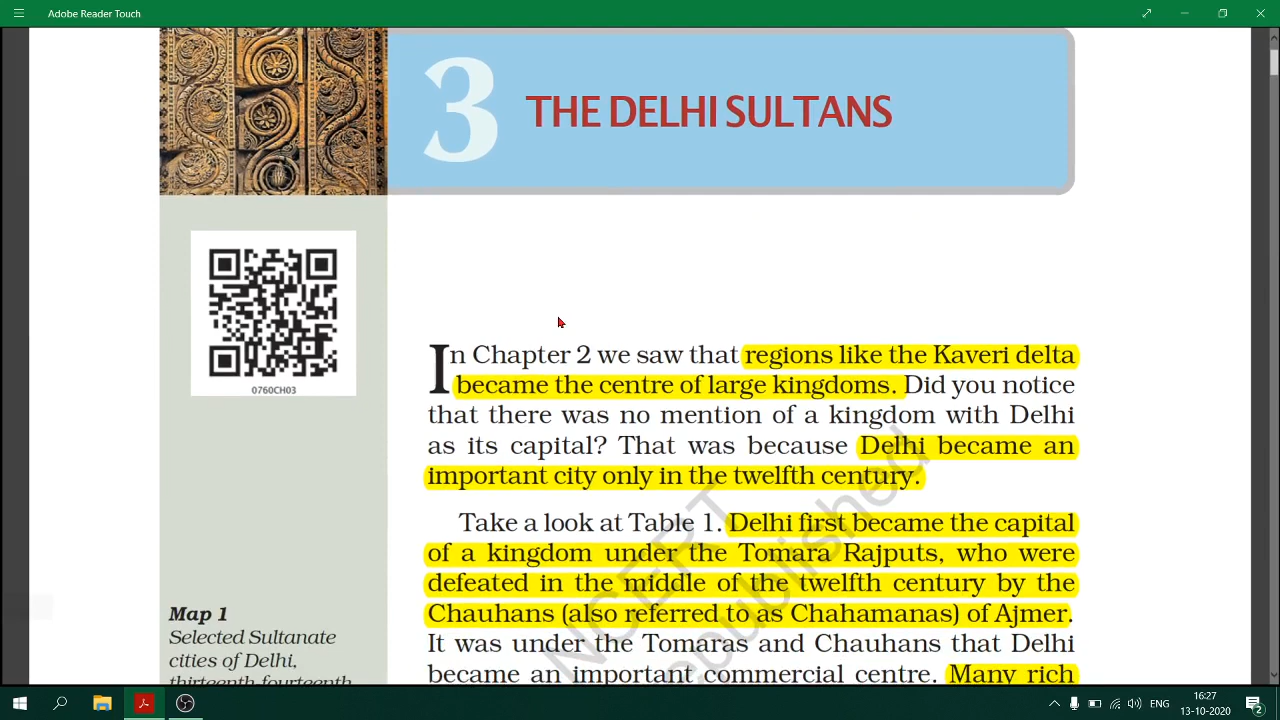 Adobe Reader Touch
3 THE DELHI SULTANS
0760CH03
In Chapter 2 we saw that regions like the Kaveri delta
became the centre of large kingdoms. Did you notice
that there was no mention of a kingdom with Delhi
as its capital? That was because Delhi became an
important city only in the twelfth century.
Take a look at Table 1. Delhi first became the capital
of a kingdom under the Tomara Rajputs, who were
defeated in the middle of the twelfth century by the
Chauhans (also referred to as Chahamanas) of Ajmer.
It was under the Tomaras and Chauhans that Delhi
became an important commercial centre. Many rich
Map 1
Selected Sultanate
cities of Delhi,
thirteenth-fourteenth
NCERT
republished
ENG
16:27
13-10-2020
2